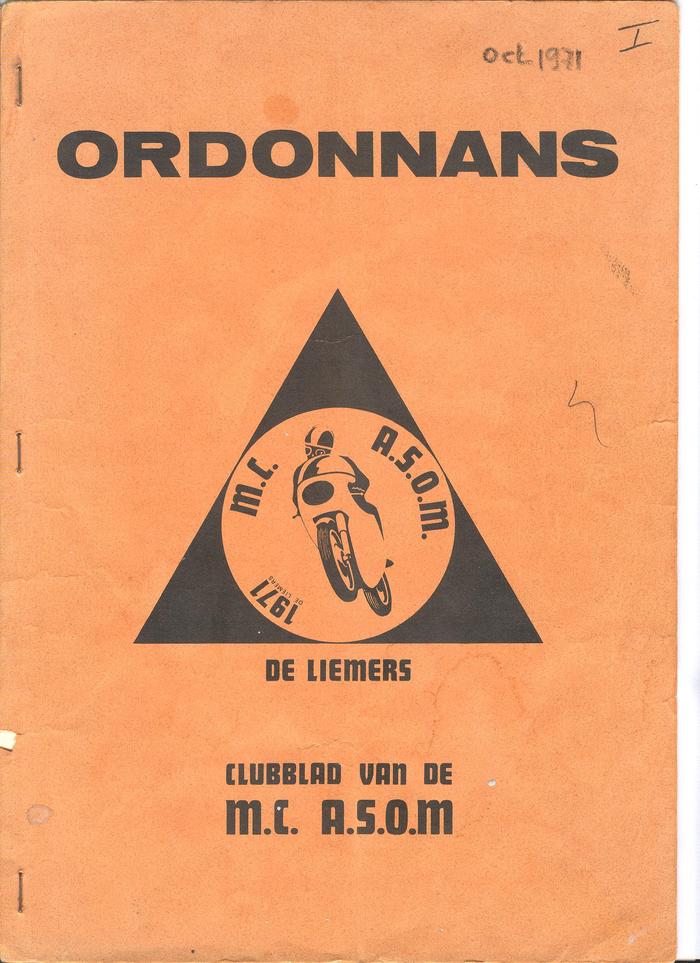 oct. 1971
I
ORDONNANS
M.C. A.S.O.M.
1971
DE LIEMERS
DE LIEMERS
CLUBBLAD VAN DE
M.C. A.S.O.M